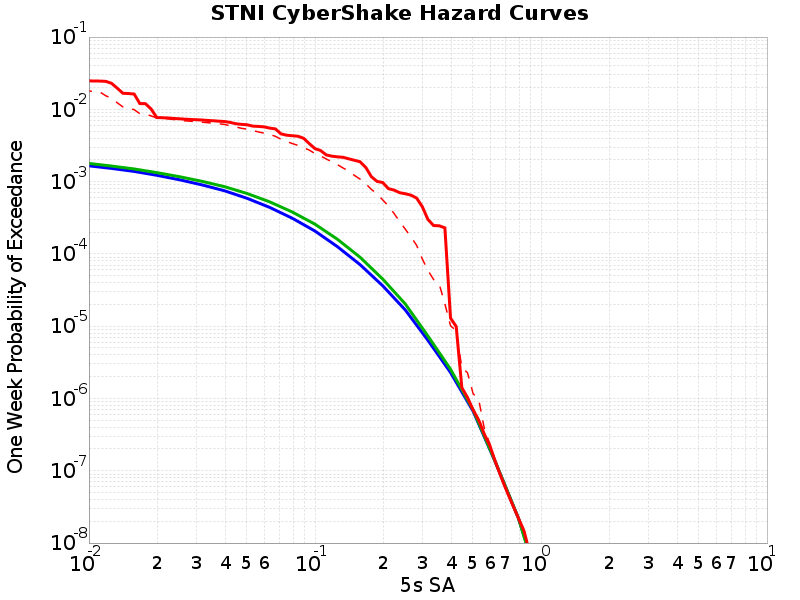 STNI CyberShake Hazard Curves
One Week Probability of Exceedance
10^-1
10^-2
10^-3
10^-4
10^-5
10^-6
10^-7
10^-8
10^-2 2 3 4 5 6 10^-1 2 3 4 5 6 7 10^0 2 3 4 5 6 7 10^1
5s SA